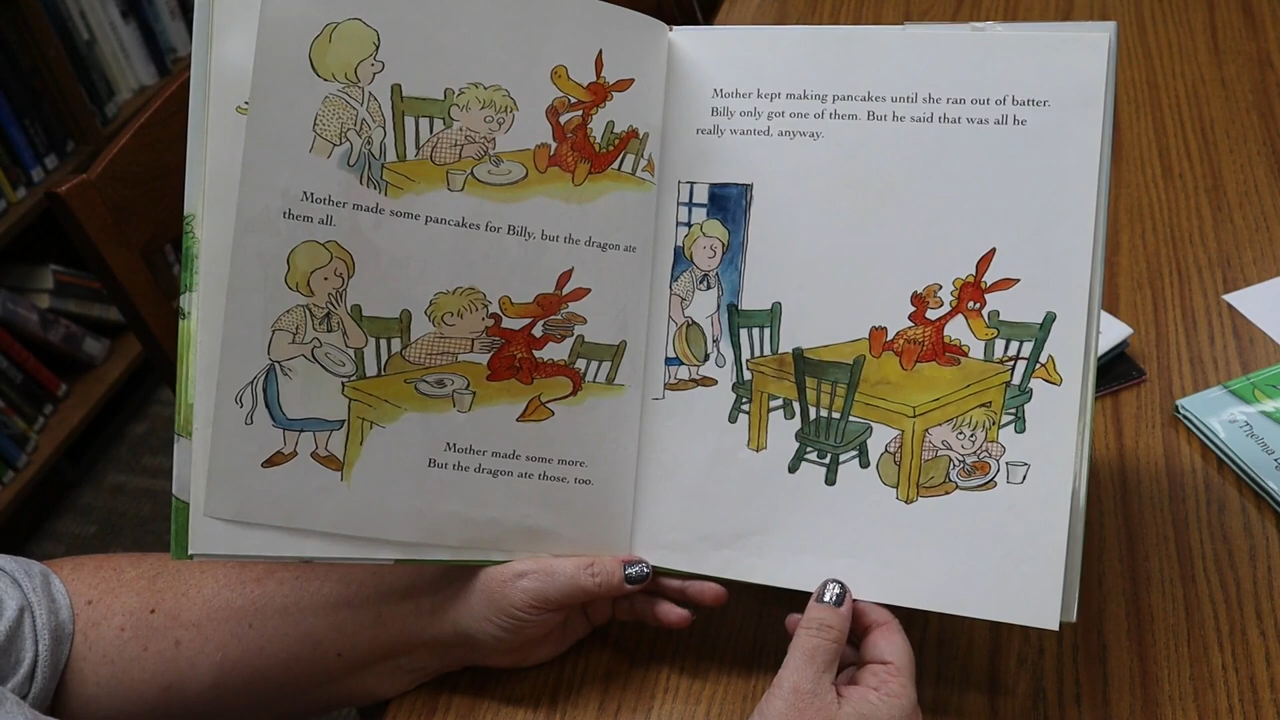 Mother made some pancakes for Billy, but the dragon ate
them all.
Mother made some more.
But the dragon ate those, too.
Mother kept making pancakes until she ran out of batter.
Billy only got one of them. But he said that was all he
really wanted, anyway.
Thelma